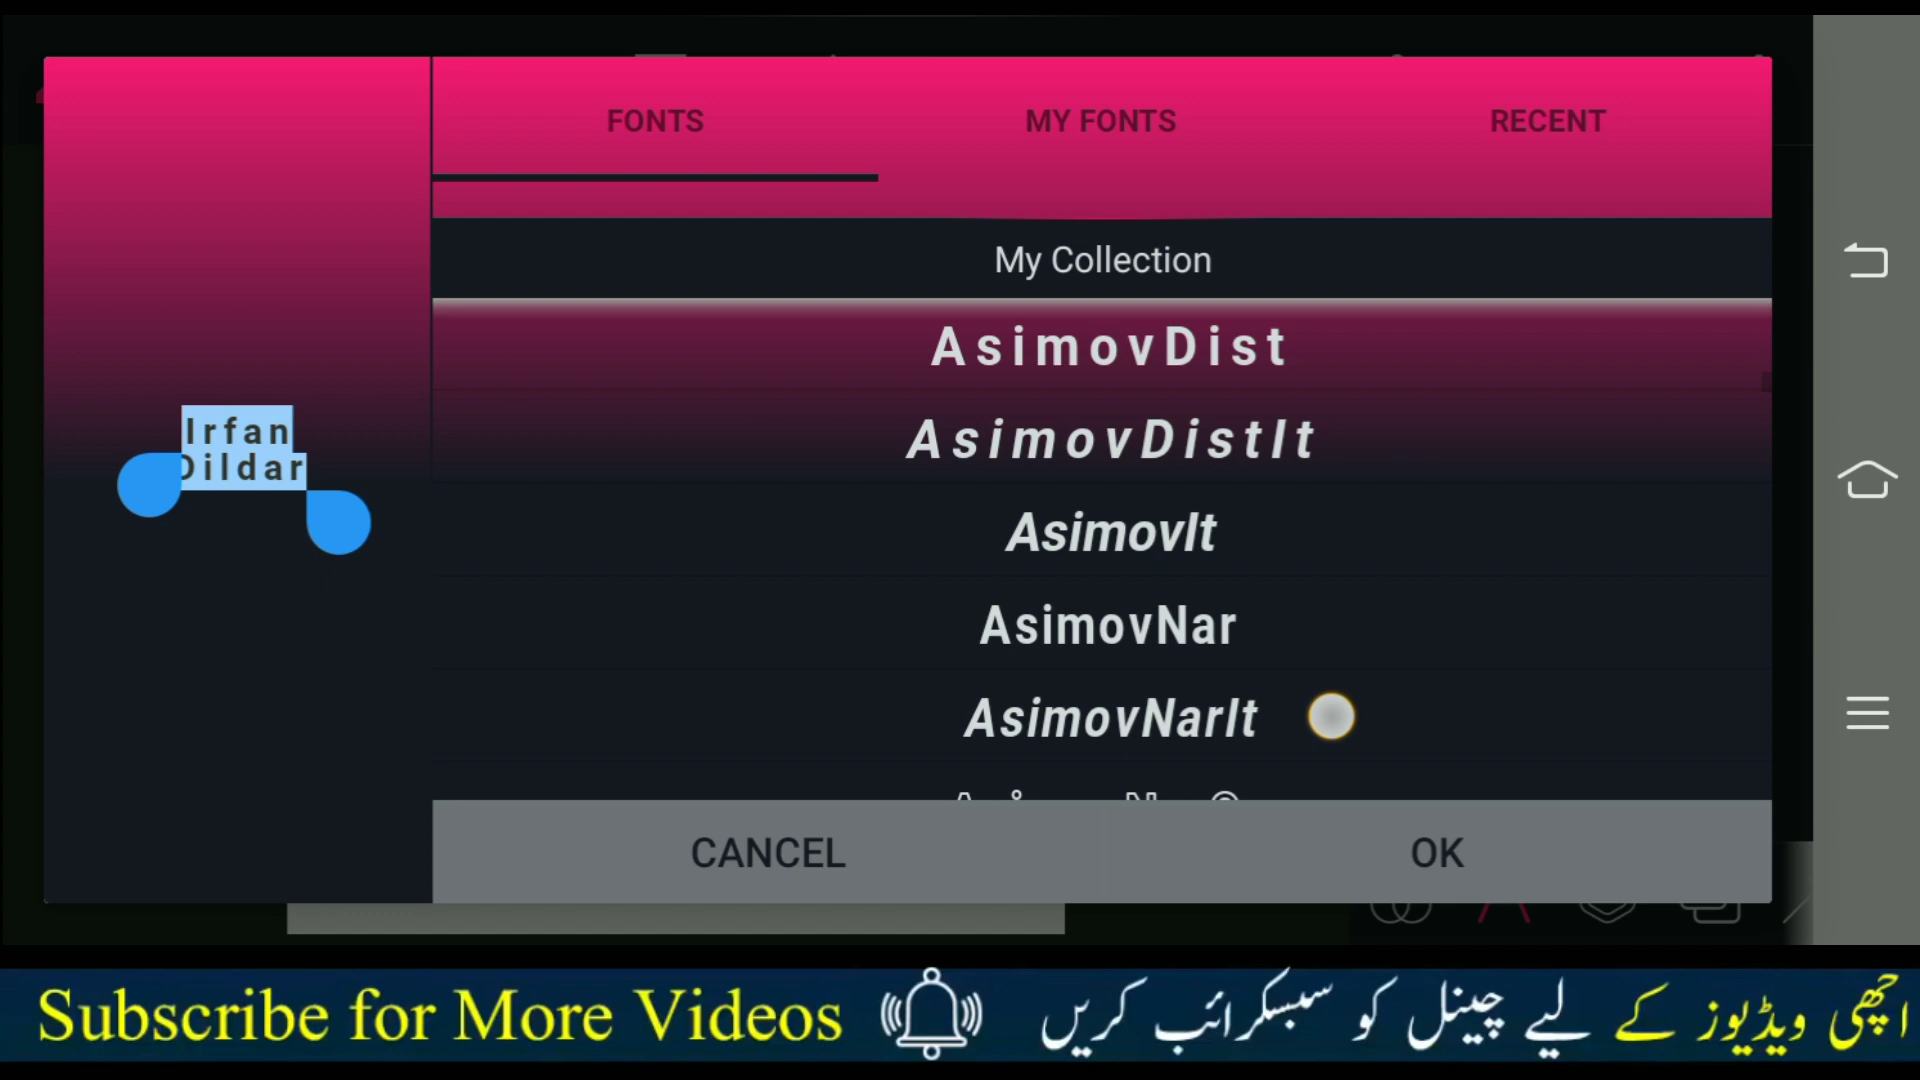 FONTS
MY FONTS
RECENT
My Collection
AsimovDist
AsimovDistIt
AsimovIt
AsimovNar
AsimovNarIt
Irfan
Dildar
CANCEL
OK
Subscribe for More Videos
اچھی ویڈیوز کے لیے چینل کو سبسکرائب کریں